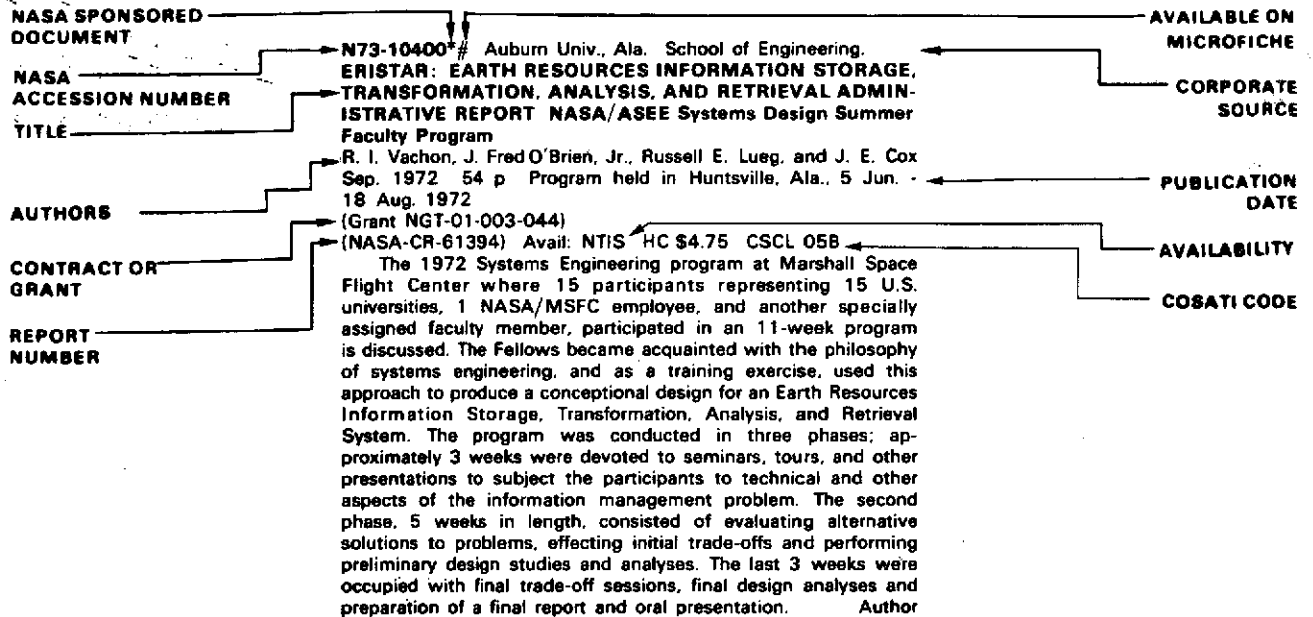 NASA SPONSORED
DOCUMENT
NASA
ACCESSION NUMBER
TITLE
AUTHORS
CONTRACT OR
GRANT
REPORT
NUMBER
N73-10400*# Auburn Univ., Ala. School of Engineering.
ERISTAR: EARTH RESOURCES INFORMATION STORAGE,
TRANSFORMATION, ANALYSIS, AND RETRIEVAL ADMIN-
ISTRATIVE REPORT NASA/ASEE Systems Design Summer
Faculty Program
R. I. Vachon, J. Fred O'Brien, Jr., Russell E. Lueg, and J. E. Cox
Sep. 1972 54 p Program held in Huntsville, Ala., 5 Jun. -
18 Aug. 1972
(Grant NGT-01-003-044)
(NASA-CR-61394) Avail: NTIS HC $4.75 CSCL 05B
The 1972 Systems Engineering program at Marshall Space
Flight Center where 15 participants representing 15 U.S.
universities, 1 NASA/MSFC employee, and another specially
assigned faculty member, participated in an 11-week program
is discussed. The Fellows became acquainted with the philosophy
of systems engineering, and as a training exercise, used this
approach to produce a conceptional design for an Earth Resources
Information Storage, Transformation, Analysis, and Retrieval
System. The program was conducted in three phases; ap-
proximately 3 weeks were devoted to seminars, tours, and other
presentations to subject the participants to technical and other
aspects of the information management problem. The second
phase, 5 weeks in length, consisted of evaluating alternative
solutions to problems, effecting initial trade-offs and performing
preliminary design studies and analyses. The last 3 weeks were
occupied with final trade-off sessions, final design analyses and
preparation of a final report and oral presentation. Author
AVAILABLE ON
MICROFICHE
CORPORATE
SOURCE
PUBLICATION
DATE
AVAILABILITY
COSATI CODE